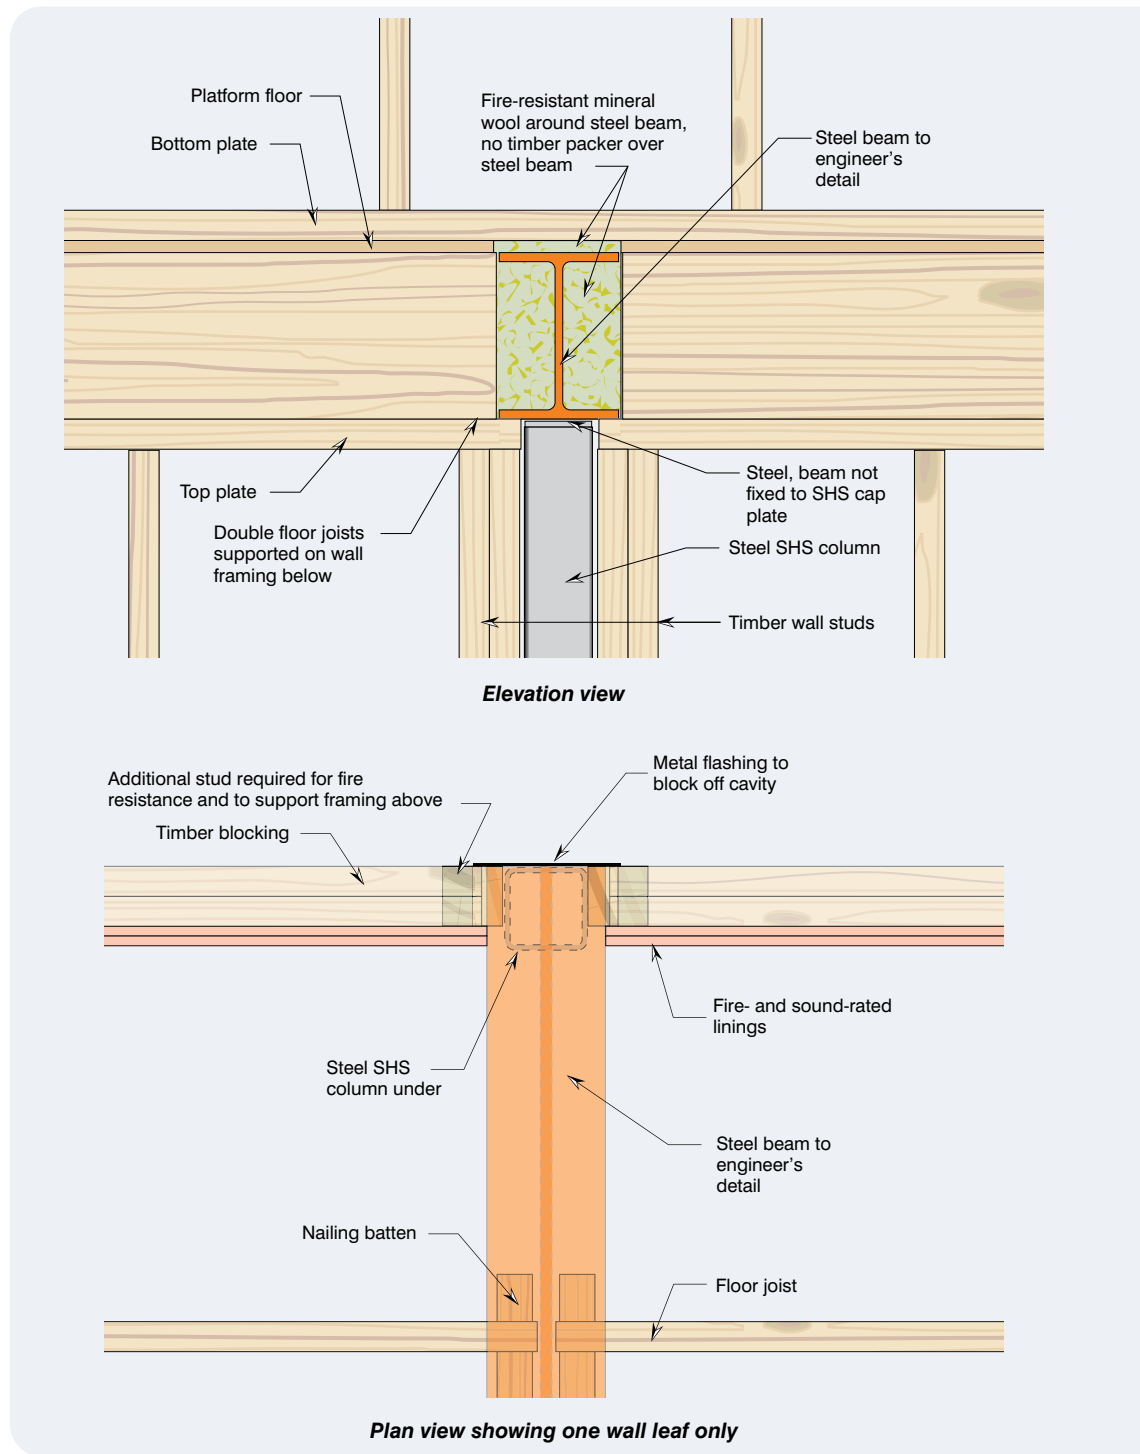 Platform floor
Bottom plate
Fire-resistant mineral
wool around steel beam,
no timber packer over
steel beam
Steel beam to
engineer's
detail
Top plate
Double floor joists
supported on wall
framing below
Steel, beam not
fixed to SHS cap
plate
Steel SHS column
Timber wall studs
Elevation view
Additional stud required for fire
resistance and to support framing above
Timber blocking
Metal flashing to
block off cavity
Fire- and sound-rated
linings
Steel SHS
column under
Steel beam to
engineer's
detail
Nailing batten
Floor joist
Plan view showing one wall leaf only